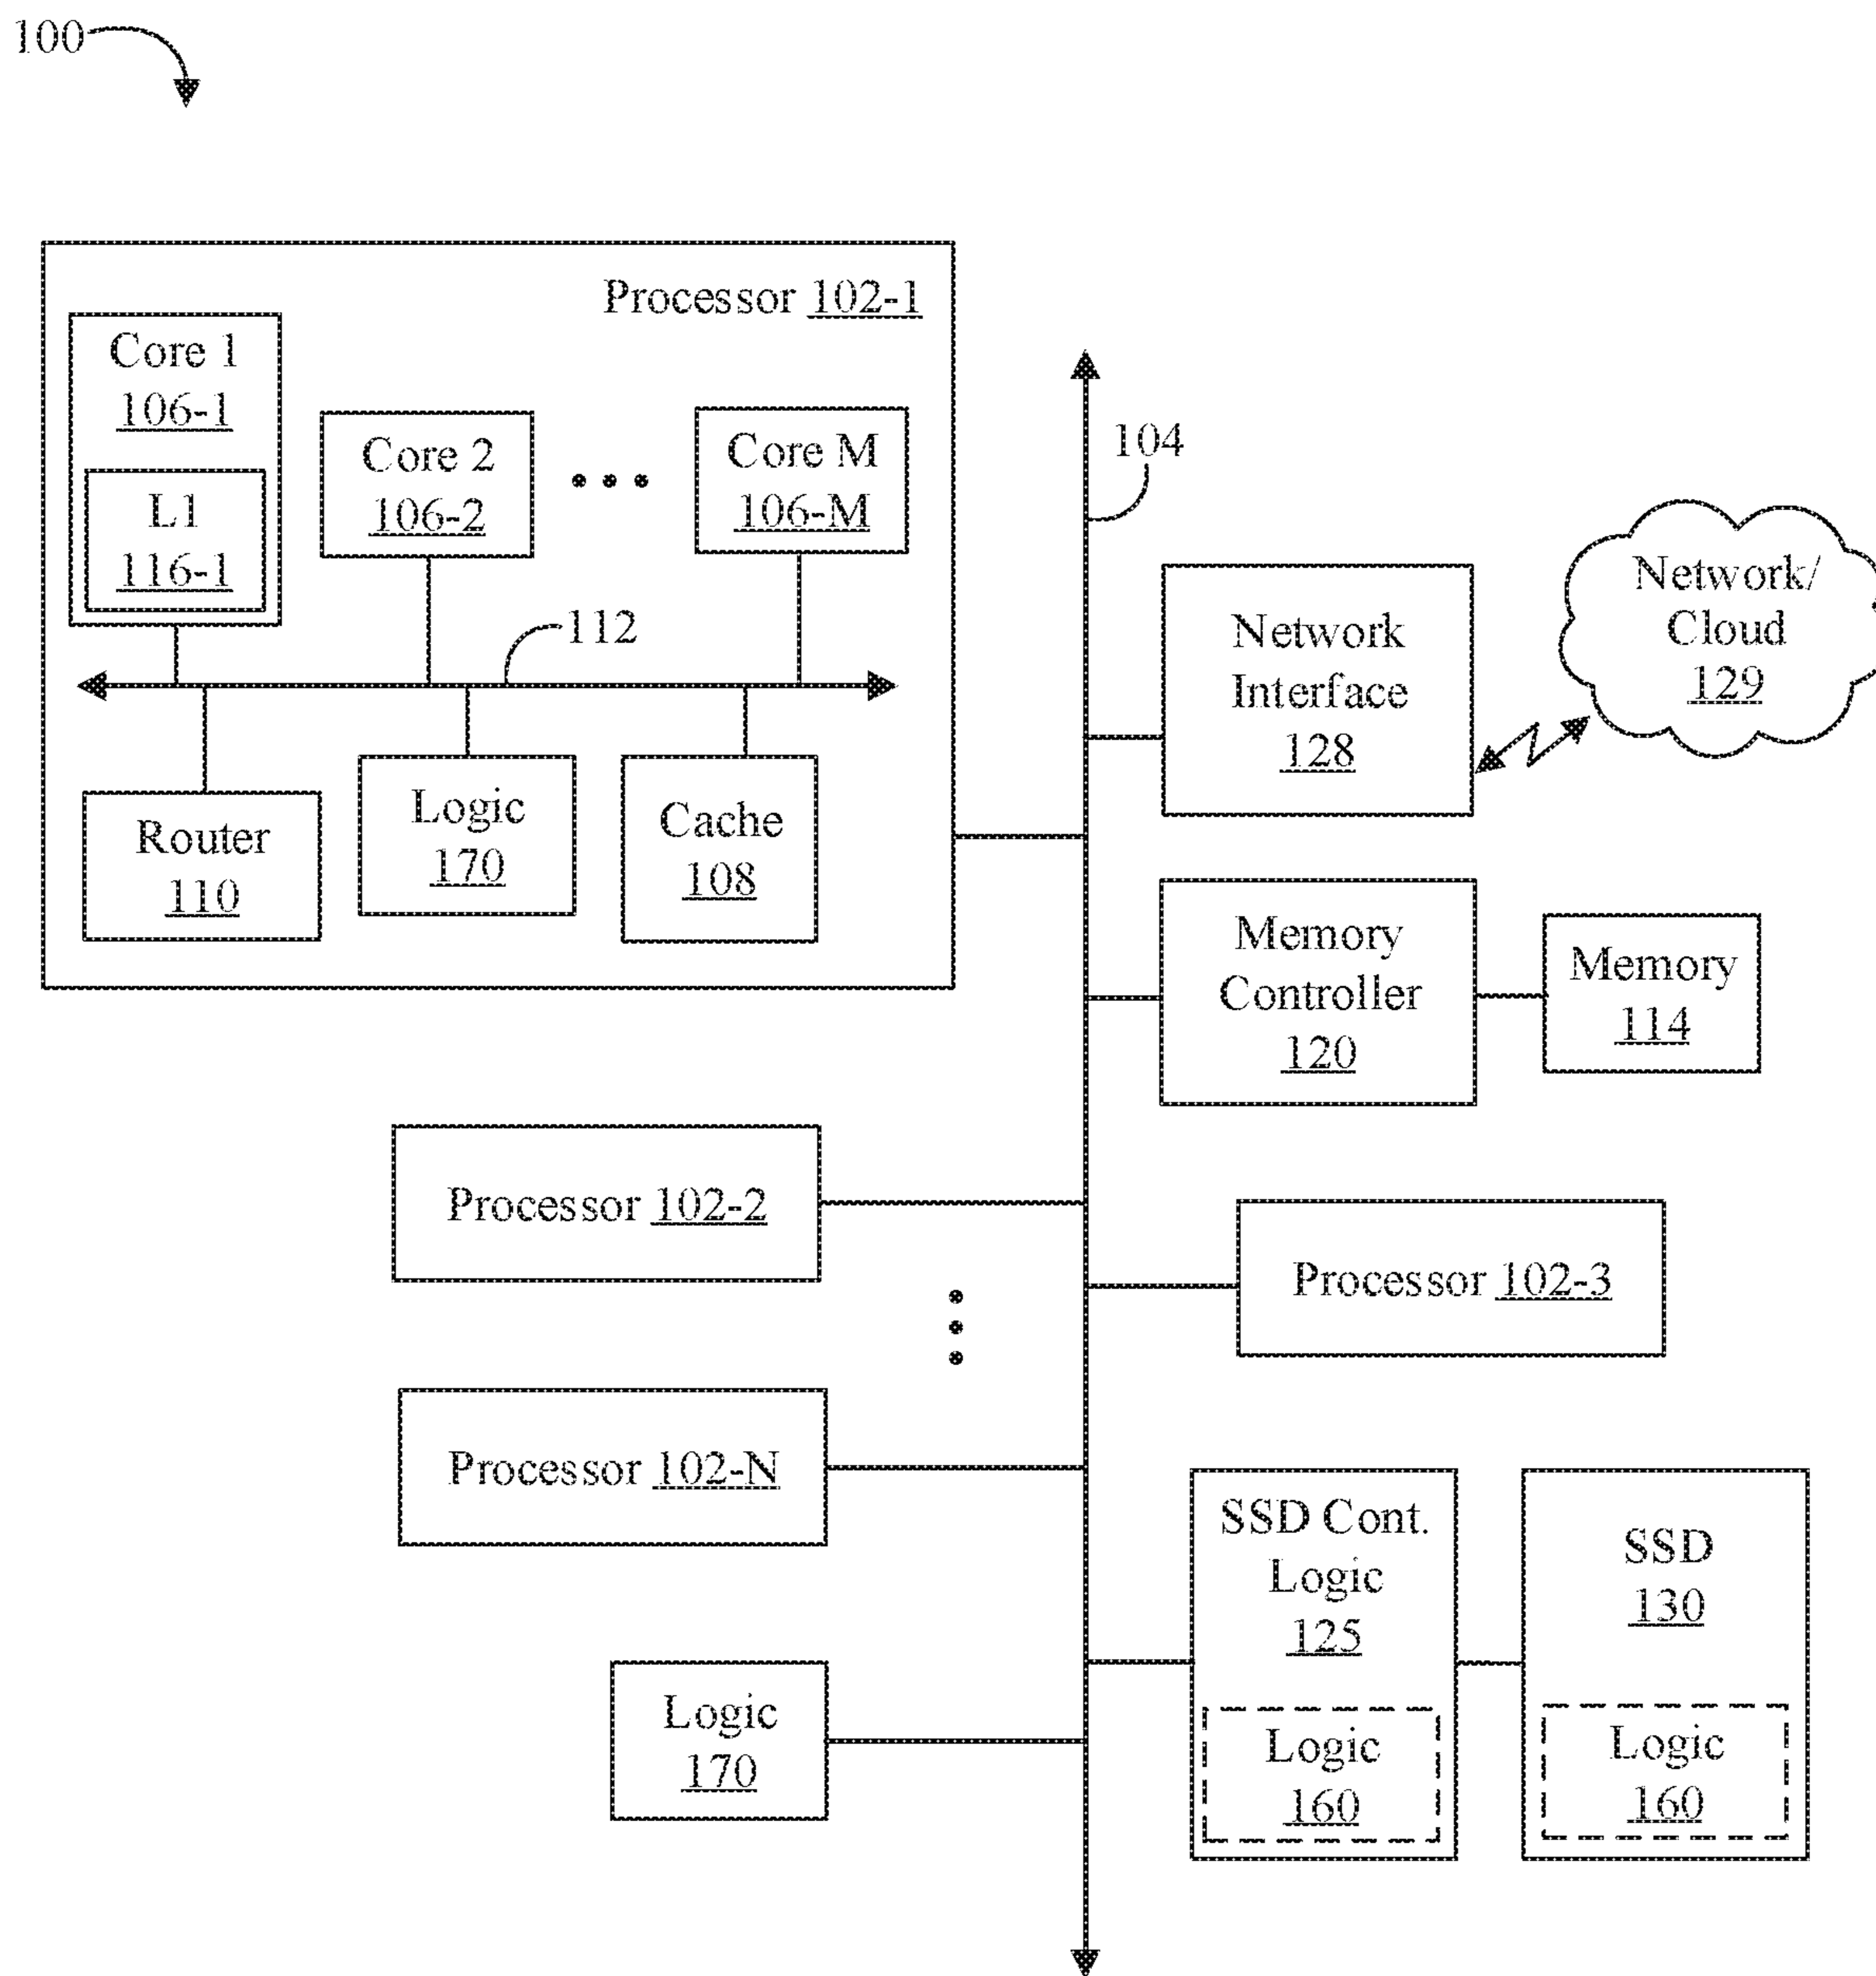 100
Processor 102-1
Core 1
106-1
L1
116-1
Core 2
106-2
Core M
106-M
112
Router
110
Logic
170
Cache
108
104
Network
Interface
128
Network/
Cloud
129
Memory
Controller
120
Memory
114
Processor 102-2
Processor 102-3
Processor 102-N
SSD Cont.
Logic
125
Logic
160
SSD
130
Logic
160
Logic
170